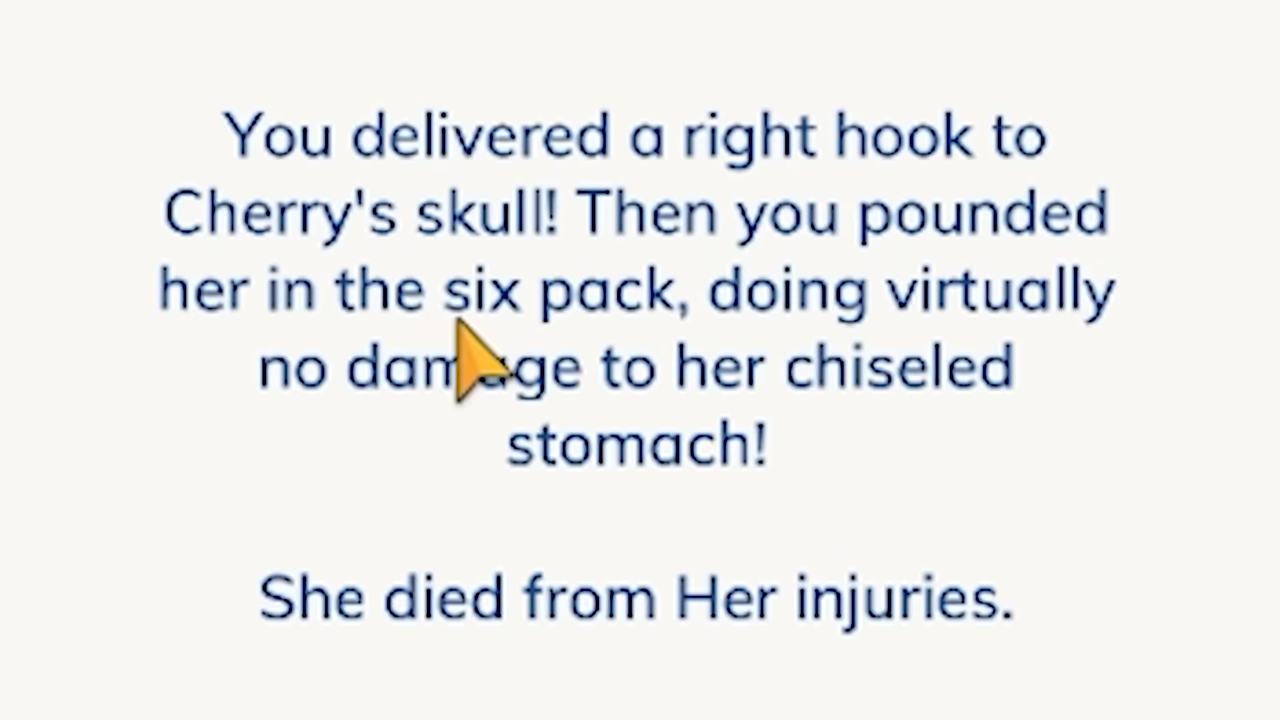 You delivered a right hook to
Cherry's skull! Then you pounded
her in the six pack, doing virtually
no damage to her chiseled
stomach!
She died from Her injuries.